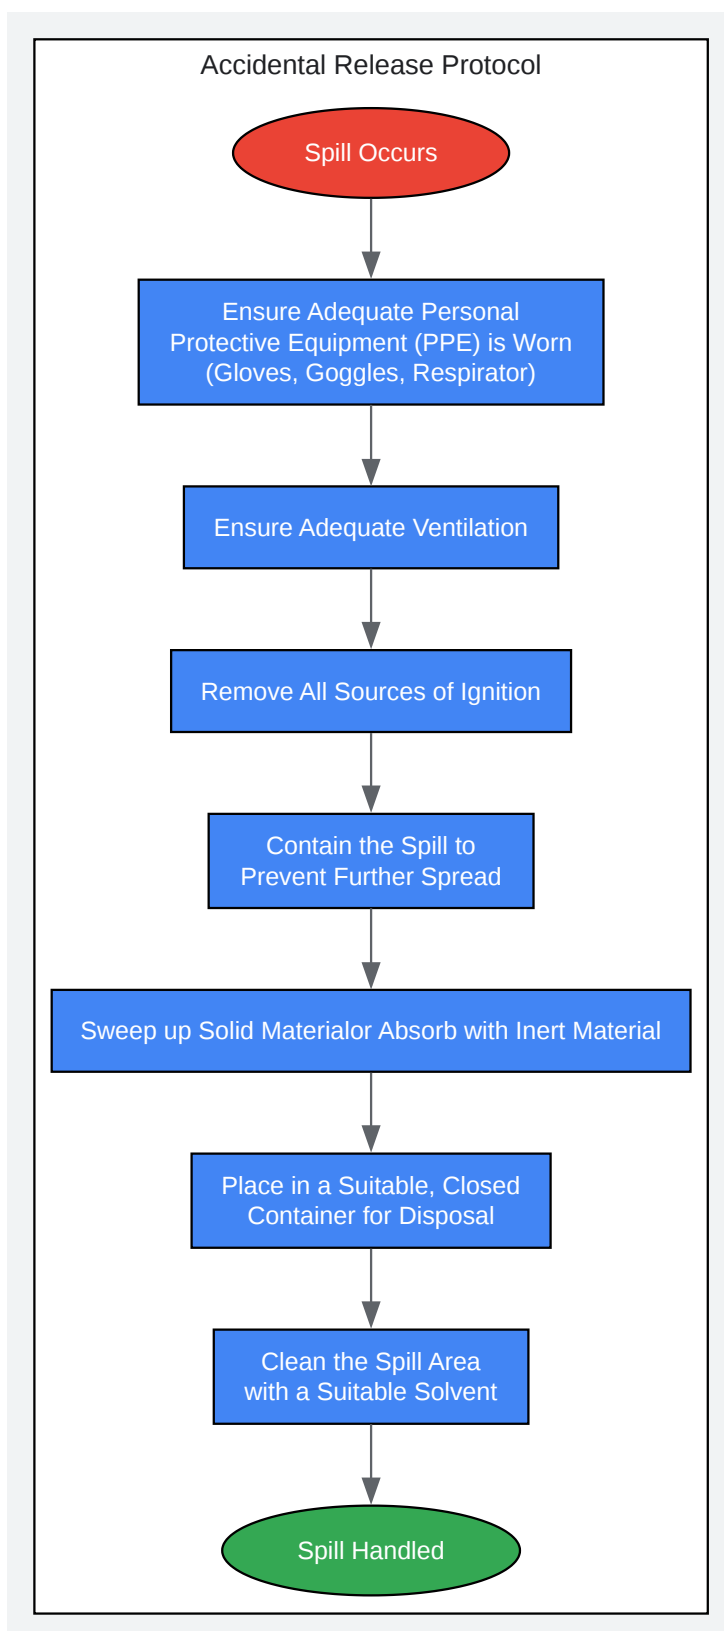 Accidental Release Protocol
Spill Occurs
Ensure Adequate Personal
Protective Equipment (PPE) is Worn
(Gloves, Goggles, Respirator)
Ensure Adequate Ventilation
Remove All Sources of Ignition
Contain the Spill to
Prevent Further Spread
Sweep up Solid Materialor Absorb with Inert Material
Place in a Suitable, Closed
Container for Disposal
Clean the Spill Area
with a Suitable Solvent
Spill Handled